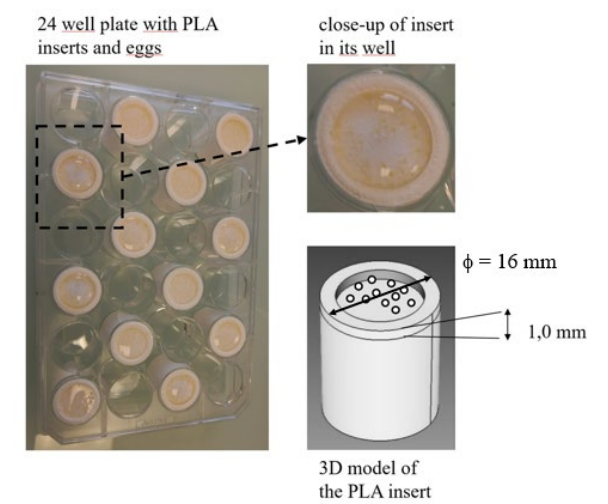 24 well plate with PLA
inserts and eggs
close-up of insert
in its well
ϕ = 16 mm
1,0 mm
3D model of
the PLA insert